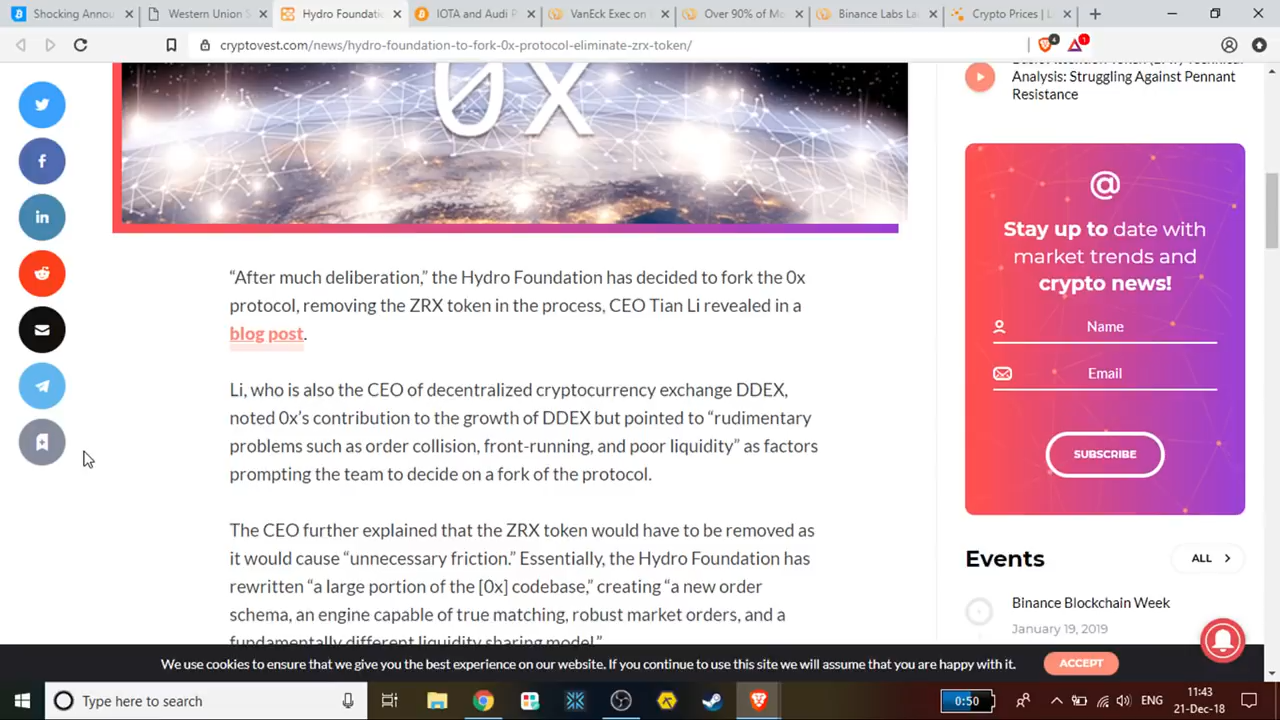 Shocking Annou
Western Union S
Hydro Foundatio
IOTA and Audi P
VanEck Exec on
Over 90% of Mo
Binance Labs La
Crypto Prices | Li
cryptovest.com/news/hydro-foundation-to-fork-0x-protocol-eliminate-zrx-token/
4
1
0x
Analysis: Struggling Against Pennant
Resistance
@
Stay up to date with
market trends and
crypto news!
Name
Email
SUBSCRIBE
“After much deliberation,” the Hydro Foundation has decided to fork the 0x
protocol, removing the ZRX token in the process, CEO Tian Li revealed in a
blog post.
Li, who is also the CEO of decentralized cryptocurrency exchange DDEX,
noted 0x’s contribution to the growth of DDEX but pointed to “rudimentary
problems such as order collision, front-running, and poor liquidity” as factors
prompting the team to decide on a fork of the protocol.
The CEO further explained that the ZRX token would have to be removed as
it would cause “unnecessary friction.” Essentially, the Hydro Foundation has
rewritten “a large portion of the [0x] codebase,” creating “a new order
schema, an engine capable of true matching, robust market orders, and a
fundamentally different liquidity sharing model.”
Events
ALL
Binance Blockchain Week
January 19, 2019
We use cookies to ensure that we give you the best experience on our website. If you continue to use this site we will assume that you are happy with it.
ACCEPT
Type here to search
0:50
ENG
11:43
21-Dec-18